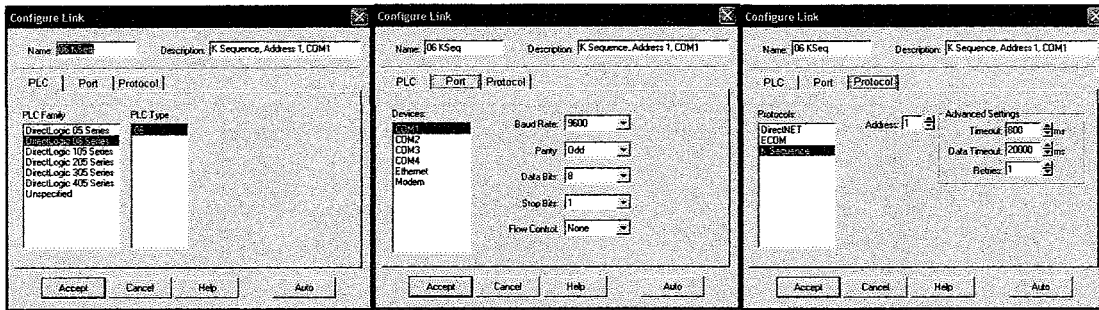 Configure Link
Name: 06 KSeq Description: K Sequence, Address 1, COM1
PLC Port Protocol
PLC Family PLC Type
DirectLogic 05 Series 06
DirectLogic 06 Series
DirectLogic 105 Series
DirectLogic 205 Series
DirectLogic 305 Series
DirectLogic 405 Series
Unspecified
Accept Cancel Help Auto
Configure Link
Name: 06 KSeq Description: K Sequence, Address 1, COM1
PLC Port Protocol
Devices:
COM1 Baud Rate: 9600
COM2
COM3 Parity: Odd
COM4
Ethernet Data Bits: 8
Modem
Stop Bits: 1
Flow Control: None
Accept Cancel Help Auto
Configure Link
Name: 06 KSeq Description: K Sequence, Address 1, COM1
PLC Port Protocol
Protocols: Address: 1 Advanced Settings
DirectNET Timeout: 800 ms
ECOM Data Timeout: 20000 ms
K Sequence Retries: 1
Accept Cancel Help Auto